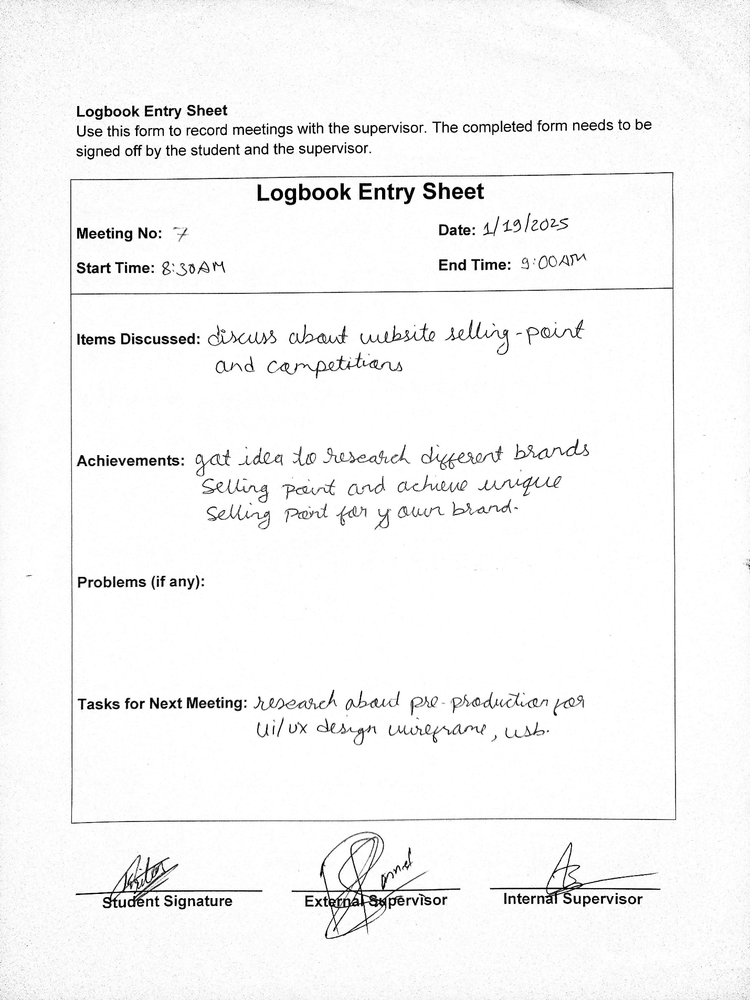 Logbook Entry Sheet
Use this form to record meetings with the supervisor. The completed form needs to be
signed off by the student and the supervisor.
Logbook Entry Sheet
Meeting No: 7 Date: 1/19/2025
Start Time: 8:30AM End Time: 9:00AM
Items Discussed: discuss about website selling-point
and competitions
Achievements: got idea to research different brands
Selling point and achieve unique
Selling point for own brand.
Problems (if any):
Tasks for Next Meeting: research about pre-production for
Ui/UX design wireframe, usb.
Student Signature External Supervisor Internal Supervisor